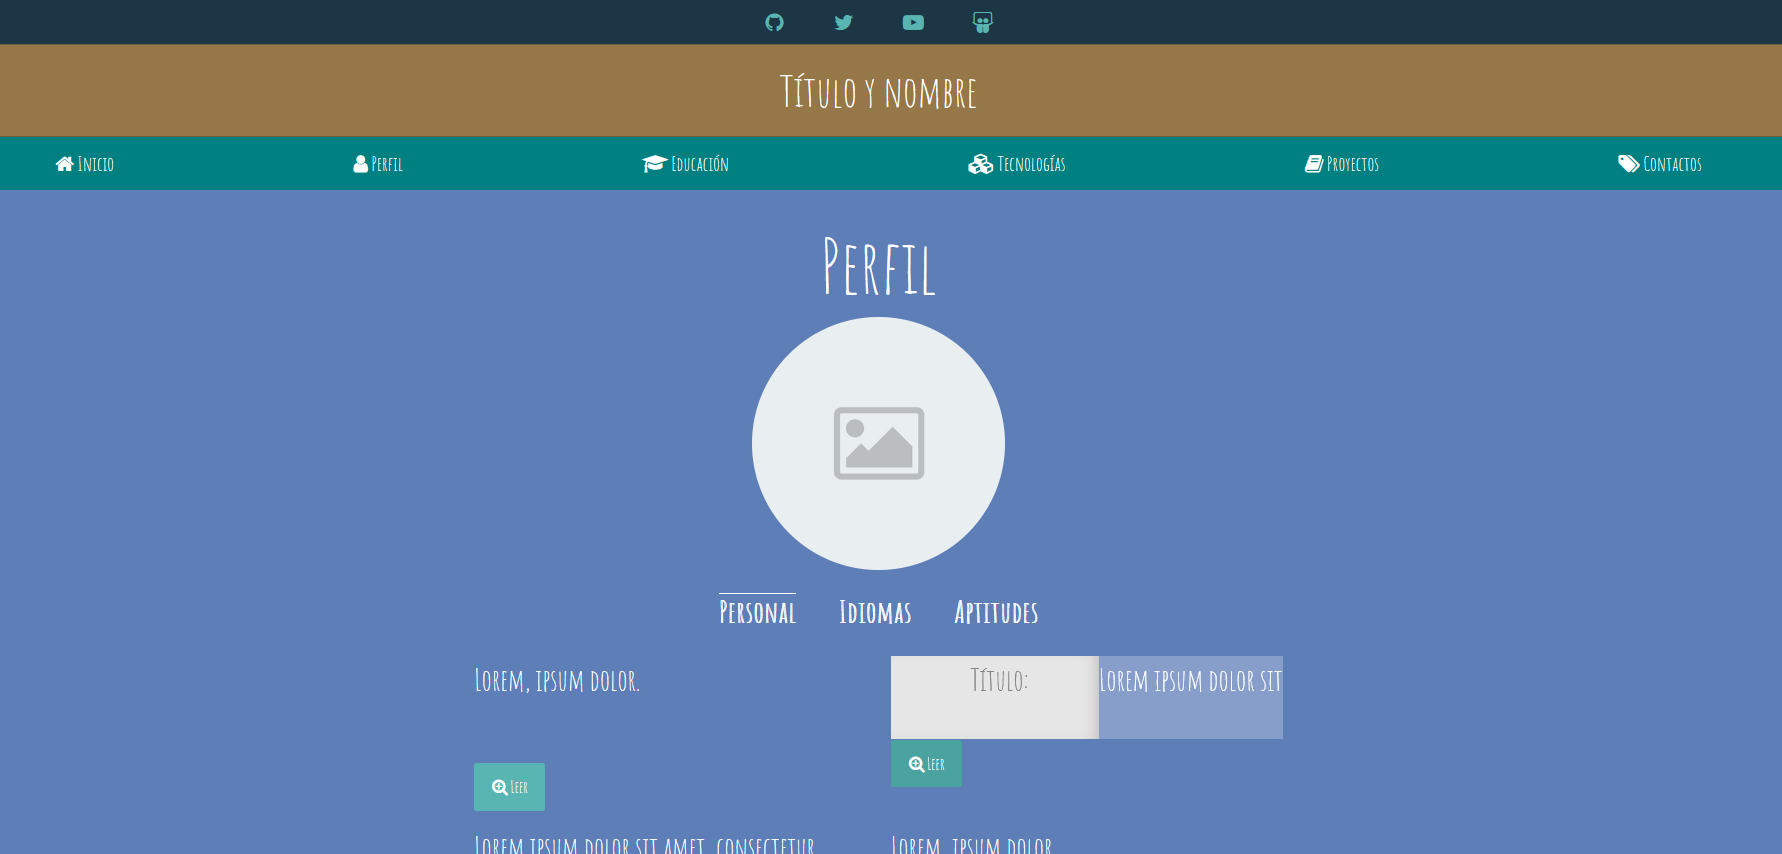 Título y nombre
Inicio Perfil Educación Tecnologías Proyectos Contactos
Perfil
Personal Idiomas Aptitudes
Lorem, ipsum dolor.
Título: Lorem ipsum dolor sit
Leer
Leer
Lorem ipsum dolor sit amet, consectetur
Lorem, ipsum dolor